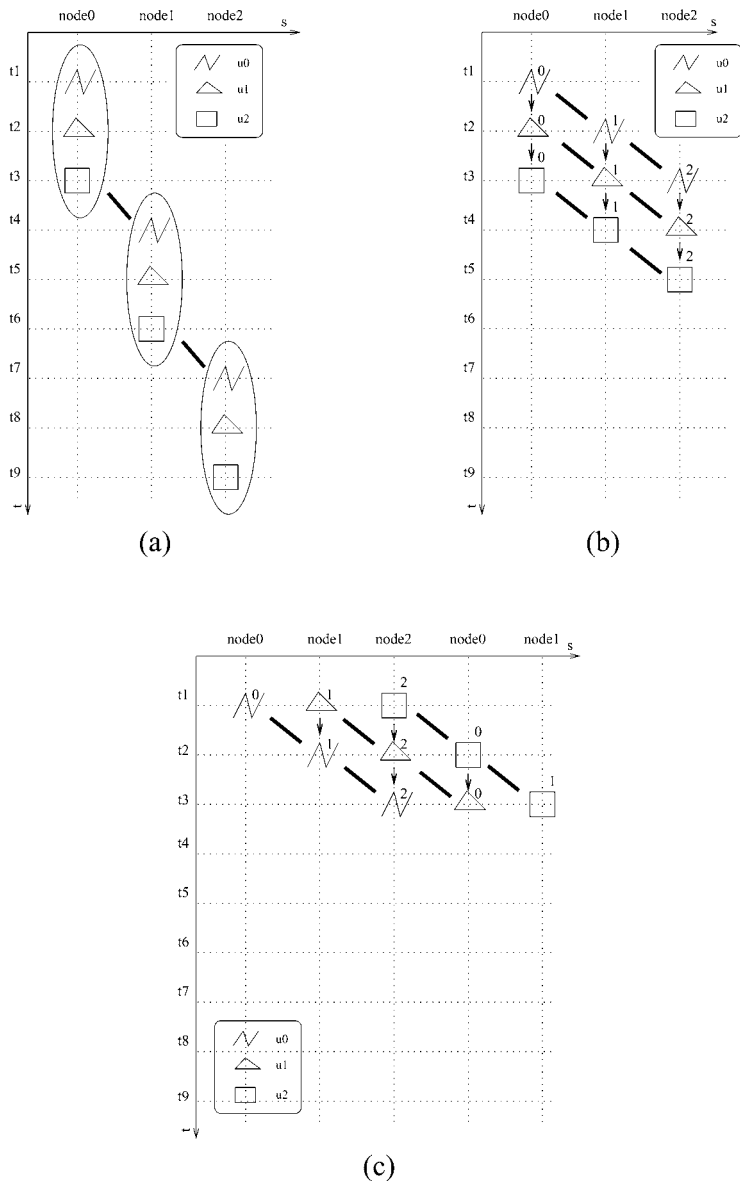 node0 node1 node2 s
u0
u1
u2
t1
t2
t3
t4
t5
t6
t7
t8
t9
t
(a)
node0 node1 node2 s
u0
u1
u2
t1 0
t2 0 1
t3 0 1 2
t4 1 2
t5 2
t6
t7
t8
t9
t
(b)
node0 node1 node2 node0 node1 s
t1 0 1 2
t2 1 2 0
t3 2 0 1
t4
t5
t6
t7
t8
t9
t
u0
u1
u2
(c)